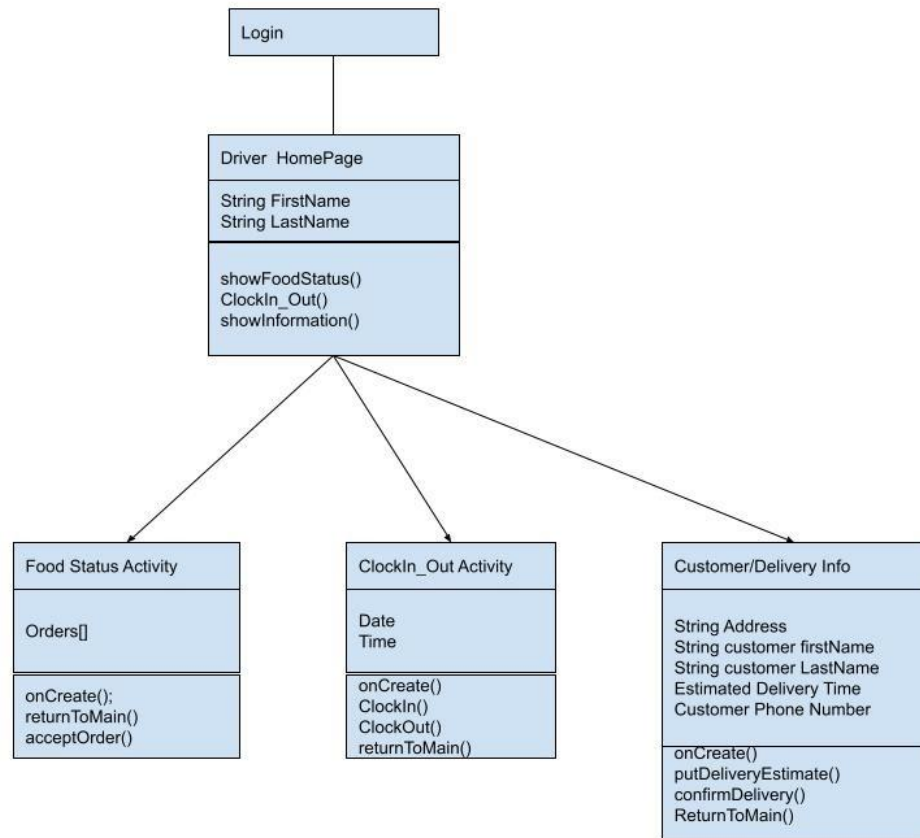 Login
Driver HomePage
String FirstName
String LastName
showFoodStatus()
ClockIn_Out()
showInformation()
Food Status Activity
Orders[]
onCreate();
returnToMain()
acceptOrder()
ClockIn_Out Activity
Date
Time
onCreate()
ClockIn()
ClockOut()
returnToMain()
Customer/Delivery Info
String Address
String customer firstName
String customer LastName
Estimated Delivery Time
Customer Phone Number
onCreate()
putDeliveryEstimate()
confirmDelivery()
ReturnToMain()